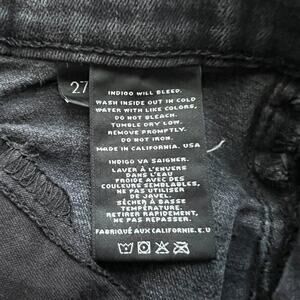 27
INDIGO WILL BLEED.
WASH INSIDE OUT IN COLD
WATER WITH LIKE COLORS,
DO NOT BLEACH.
TUMBLE DRY LOW.
REMOVE PROMPTLY.
DO NOT IRON.
MADE IN CALIFORNIA. USA
INDIGO VA SAIGNER.
LAVER À L'ENVERS
DANS L'EAU
FROIDE AVEC DES
COULEURS SEMBLABLES,
NE PAS UTILISER
DE JAVEL.
SÉCHER À BASSE
TEMPÉRATURE.
RETIRER RAPIDEMENT,
NE PAS REPASSER.
FABRIQUÉ AUX CALIFORNIE. E.U